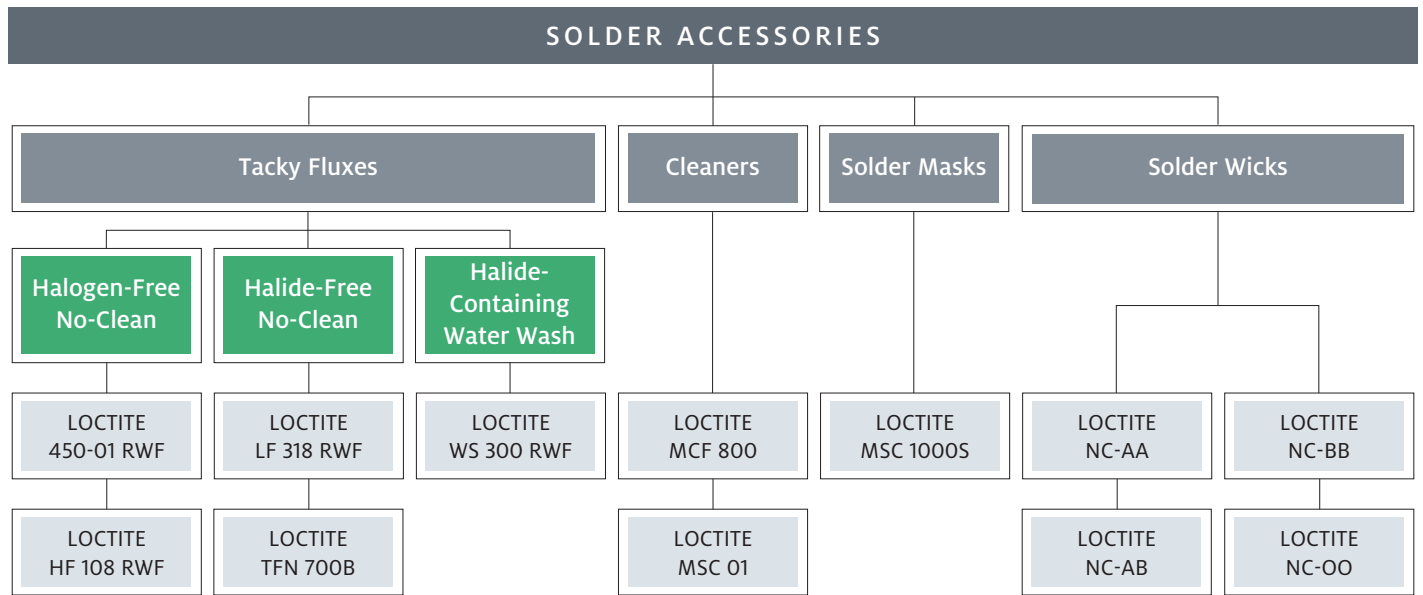 SOLDER ACCESSORIES
Tacky Fluxes
Cleaners
Solder Masks
Solder Wicks
Halogen-Free
No-Clean
Halide-Free
No-Clean
Halide-
Containing
Water Wash
LOCTITE
450-01 RWF
LOCTITE
LF 318 RWF
LOCTITE
WS 300 RWF
LOCTITE
MCF 800
LOCTITE
MSC 1000S
LOCTITE
NC-AA
LOCTITE
NC-BB
LOCTITE
HF 108 RWF
LOCTITE
TFN 700B
LOCTITE
MSC 01
LOCTITE
NC-AB
LOCTITE
NC-OO